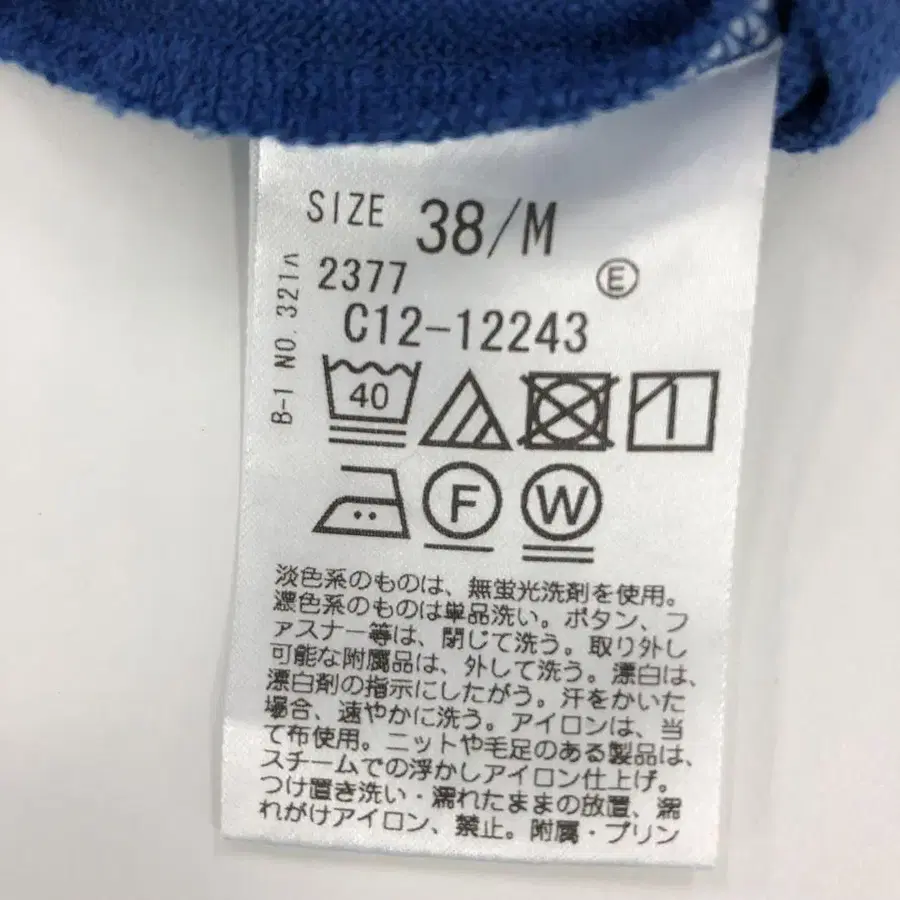 SIZE 38/M
2377 E
C12-12243
B-1 NO. 321
40
F W
淡色系のものは、無蛍光洗剤を使用。
濃色系のものは単品洗い。ボタン、フ
ァスナー等は、閉じて洗う。取り外し
可能な附属品は、外して洗う。漂白は、
漂白剤の指示にしたがう。汗をかいた
場合、速やかに洗う。アイロンは、当
て布使用。ニットや毛足のある製品は、
スチームでの浮かしアイロン仕上げ。
つけ置き洗い・濡れたままの放置、濡
れがけアイロン、禁止。附属・プリン